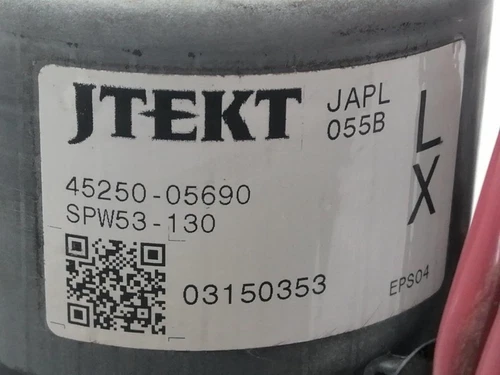 JTEKT
JAPL
055B
L
X
45250-05690
SPW53-130
03150353
EPS04